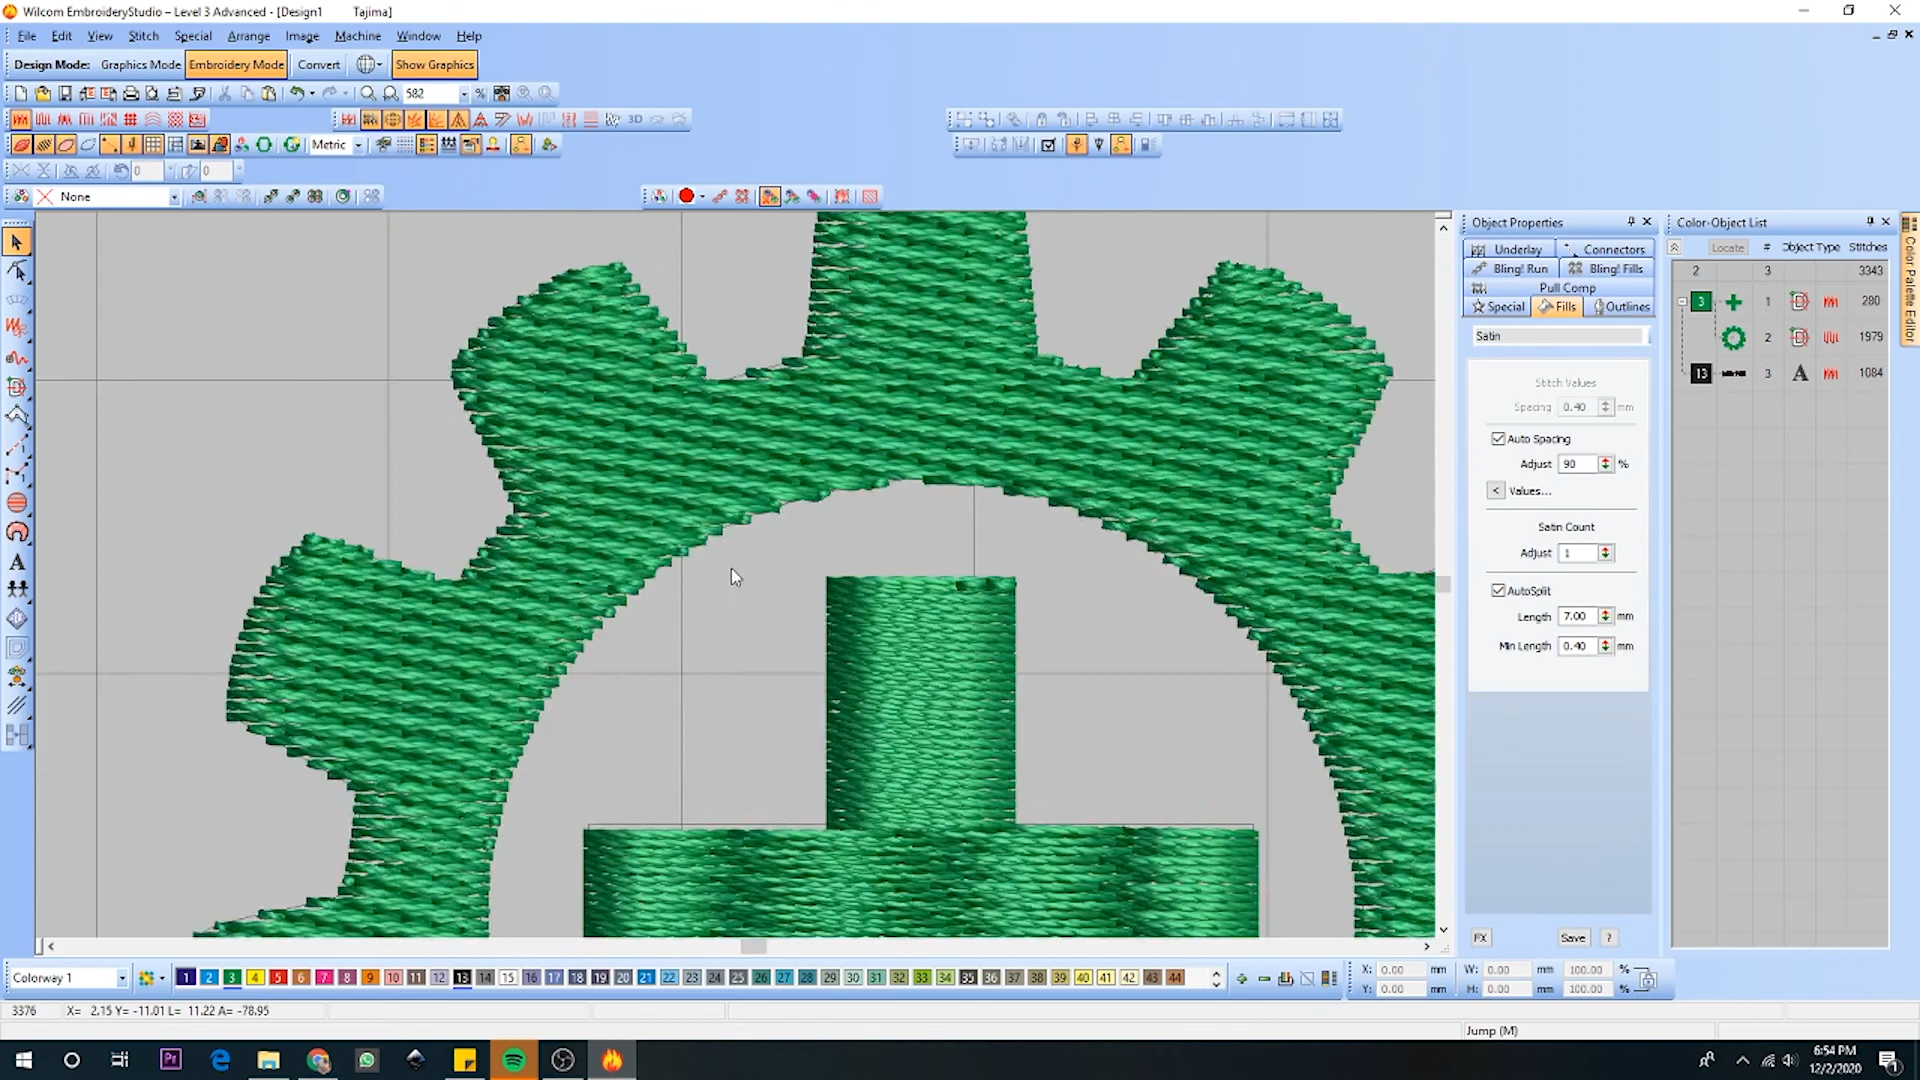 Wilcom EmbroideryStudio – Level 3 Advanced - [Design1 Tajima]
File Edit View Stitch Special Arrange Image Machine Window Help
Design Mode: Graphics Mode Embroidery Mode Convert Show Graphics
582 %
3D
Metric
0 0
None
Object Properties
Underlay Connectors
Bling! Run Bling! Fills
Pull Comp
Special Fills Outlines
Satin
Stitch Values
Spacing 0.40 mm
Auto Spacing
Adjust 90 %
< Values...
Satin Count
Adjust 1
AutoSplit
Length 7.00 mm
Min Length 0.40 mm
FX Save ?
Color-Object List
Locate # Object Type Stitches
2 3 3343
3 1 280
2 1979
13 3 A 1084
Color Palette Editor
Colorway 1
1 2 3 4 5 6 7 8 9 10 11 12 13 14 15 16 17 18 19 20 21 22 23 24 25 26 27 28 29 30 31 32 33 34 35 36 37 38 39 40 41 42 43 44
X: 0.00 mm W: 0.00 mm 100.00 %
Y: 0.00 mm H: 0.00 mm 100.00 %
3376 X= 2.15 Y= -11.01 L= 11.22 A= -78.95
Jump (M)
Pr
6:54 PM
12/2/2020
1